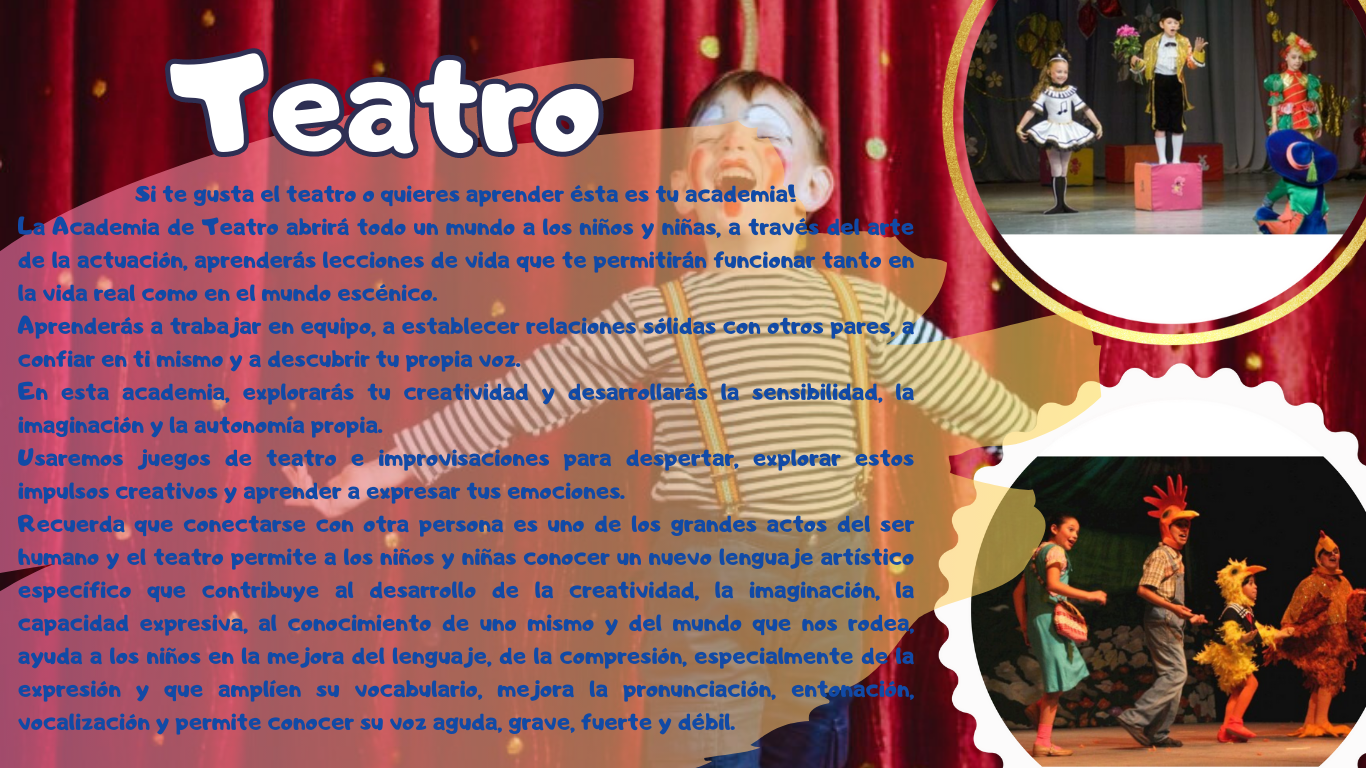 Teatro
Si te gusta el teatro o quieres aprender ésta es tu academia!
La Academia de Teatro abrirá todo un mundo a los niños y niñas, a través del arte
de la actuación, aprenderás lecciones de vida que te permitirán funcionar tanto en
la vida real como en el mundo escénico.
Aprenderás a trabajar en equipo, a establecer relaciones sólidas con otros pares, a
confiar en ti mismo y a descubrir tu propia voz.
En esta academia, explorarás tu creatividad y desarrollarás la sensibilidad, la
imaginación y la autonomía propia.
Usaremos juegos de teatro e improvisaciones para despertar, explorar estos
impulsos creativos y aprender a expresar tus emociones.
Recuerda que conectarse con otra persona es uno de los grandes actos del ser
humano y el teatro permite a los niños y niñas conocer un nuevo lenguaje artístico
específico que contribuye al desarrollo de la creatividad, la imaginación, la
capacidad expresiva, al conocimiento de uno mismo y del mundo que nos rodea,
ayuda a los niños en la mejora del lenguaje, de la compresión, especialmente de la
expresión y que amplíen su vocabulario, mejora la pronunciación, entonación,
vocalización y permite conocer su voz aguda, grave, fuerte y débil.